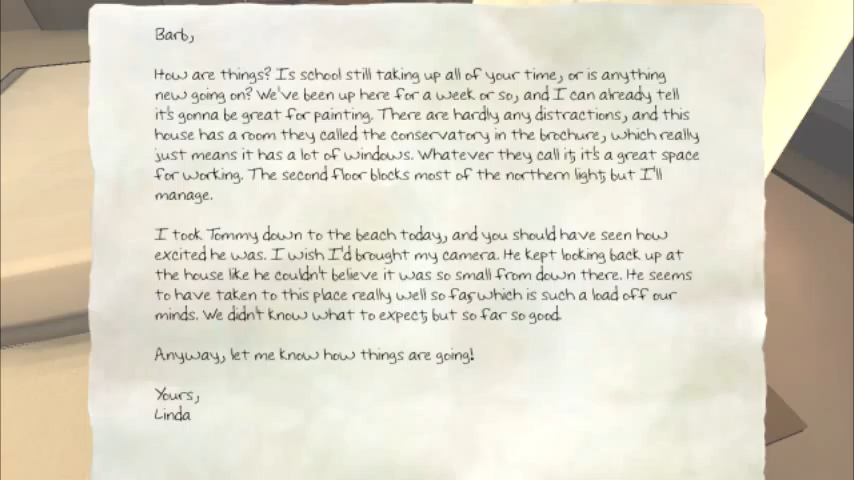 Barb,
How are things? Is school still taking up all of your time, or is anything
new going on? We've been up here for a week or so, and I can already tell
it's gonna be great for painting. There are hardly any distractions, and this
house has a room they called the conservatory in the brochure, which really
just means it has a lot of windows. Whatever they call it, it's a great space
for working. The second floor blocks most of the northern light, but I'll
manage.
I took Tommy down to the beach today, and you should have seen how
excited he was. I wish I'd brought my camera. He kept looking back up at
the house like he couldn't believe it was so small from down there. He seems
to have taken to this place really well so far, which is such a load off our
minds. We didn't know what to expect, but so far so good.
Anyway, let me know how things are going!
Yours,
Linda